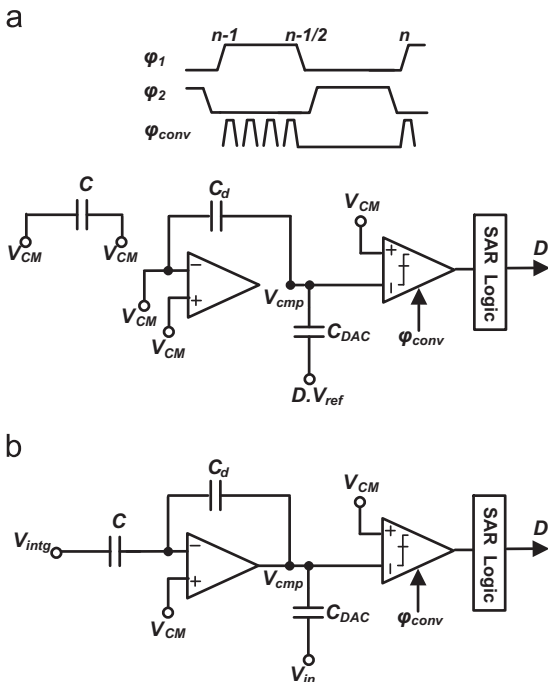 a
n-1 n-1/2 n
φ1
φ2
φconv
C
Cd
VCM
VCM VCM
VCM
− +
+ −
VCM
Vcmp
CDAC
φconv
D.Vref
SAR Logic
D
b
Cd
VCM
C
Vintg
− +
+ −
VCM
Vcmp
CDAC
φconv
Vin
SAR Logic
D